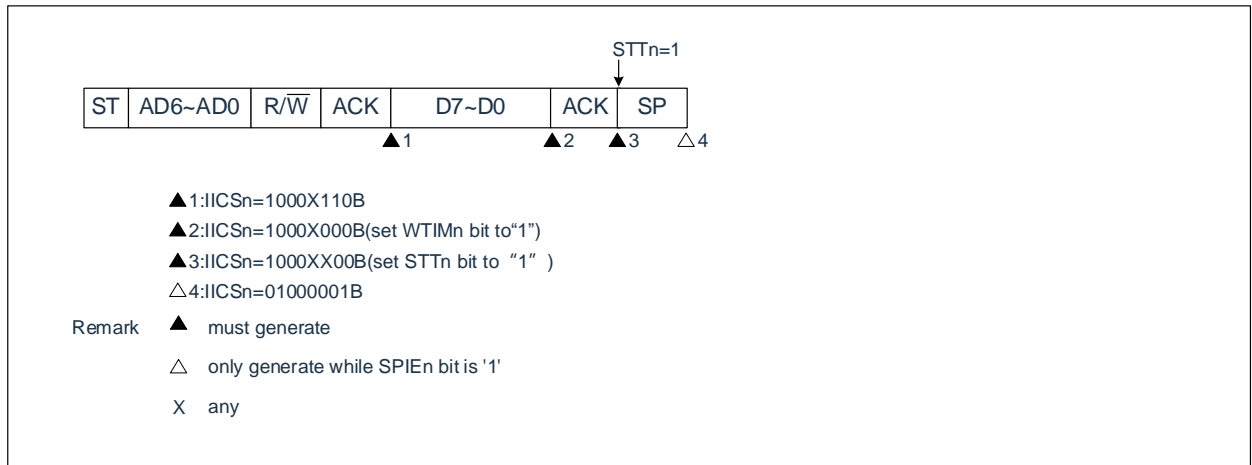 STTn=1
ST AD6~AD0 R/W̅ ACK D7~D0 ACK SP
▲1 ▲2 ▲3 △4
▲1:IICSn=1000X110B
▲2:IICSn=1000X000B(set WTIMn bit to“1”)
▲3:IICSn=1000XX00B(set STTn bit to “1” )
△4:IICSn=01000001B
Remark ▲ must generate
△ only generate while SPIEn bit is '1'
X any